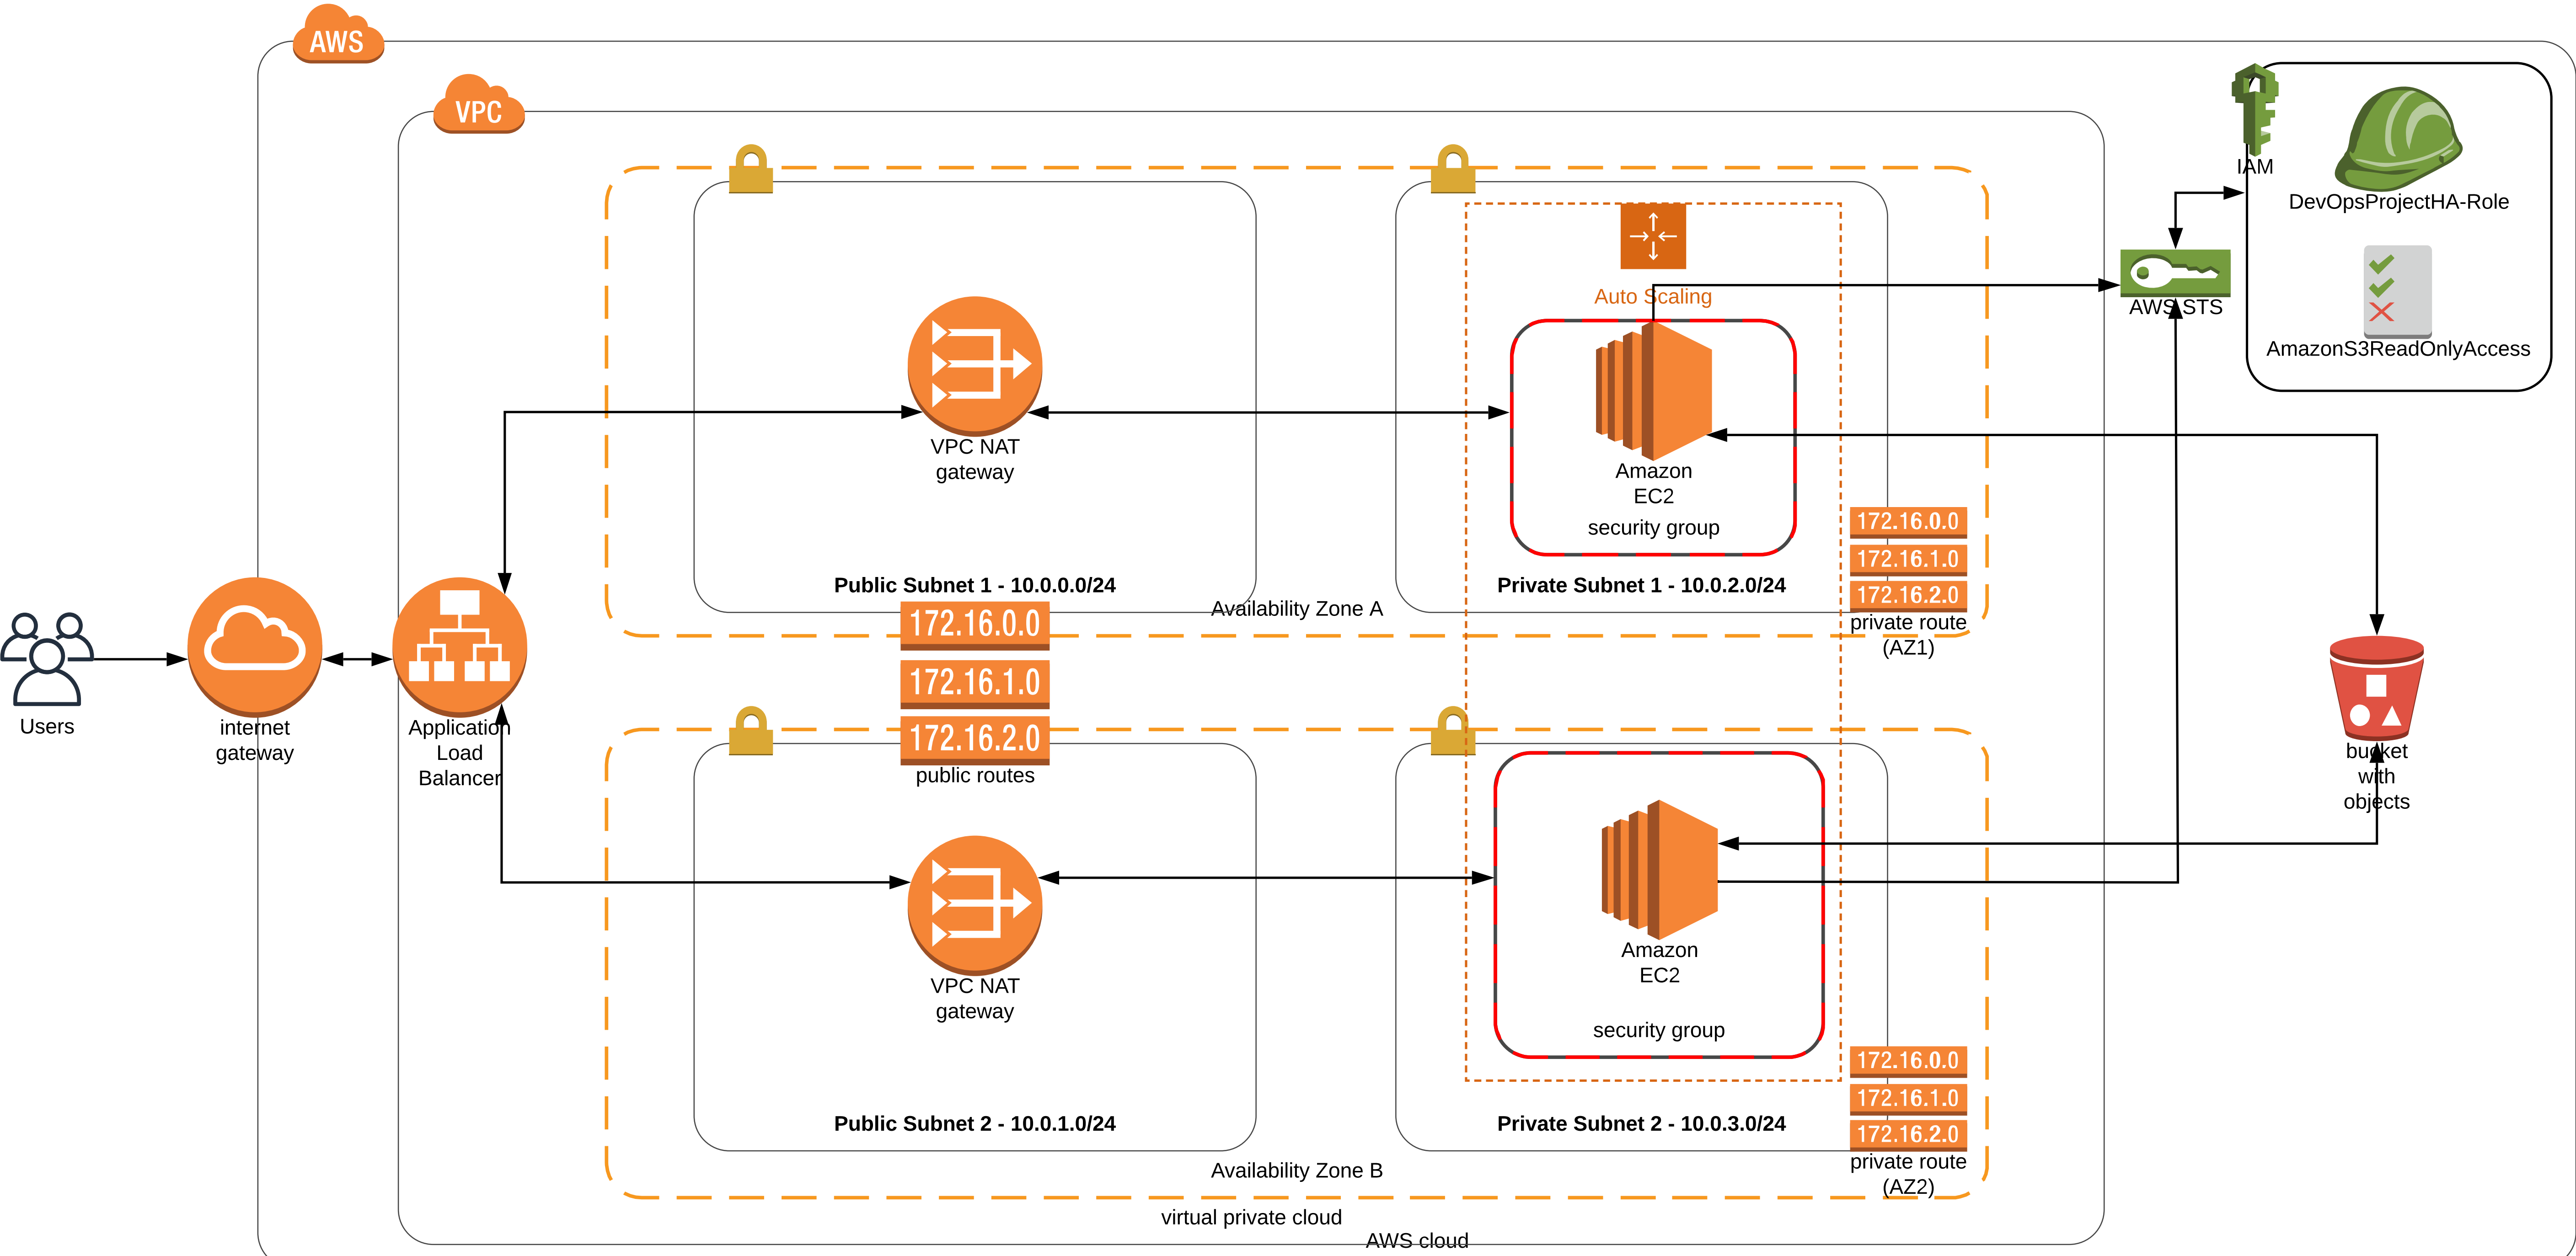 AWS
VPC
IAM
DevOpsProjectHA-Role
AmazonS3ReadOnlyAccess
AWS STS
Auto Scaling
VPC NAT
gateway
Amazon
EC2
security group
Public Subnet 1 - 10.0.0.0/24
Private Subnet 1 - 10.0.2.0/24
Availability Zone A
172.16.0.0
172.16.1.0
172.16.2.0
private route
(AZ1)
172.16.0.0
172.16.1.0
172.16.2.0
public routes
Users
internet
gateway
Application
Load
Balancer
bucket
with
objects
VPC NAT
gateway
Amazon
EC2
security group
Public Subnet 2 - 10.0.1.0/24
Private Subnet 2 - 10.0.3.0/24
172.16.0.0
172.16.1.0
172.16.2.0
private route
(AZ2)
Availability Zone B
virtual private cloud
AWS cloud